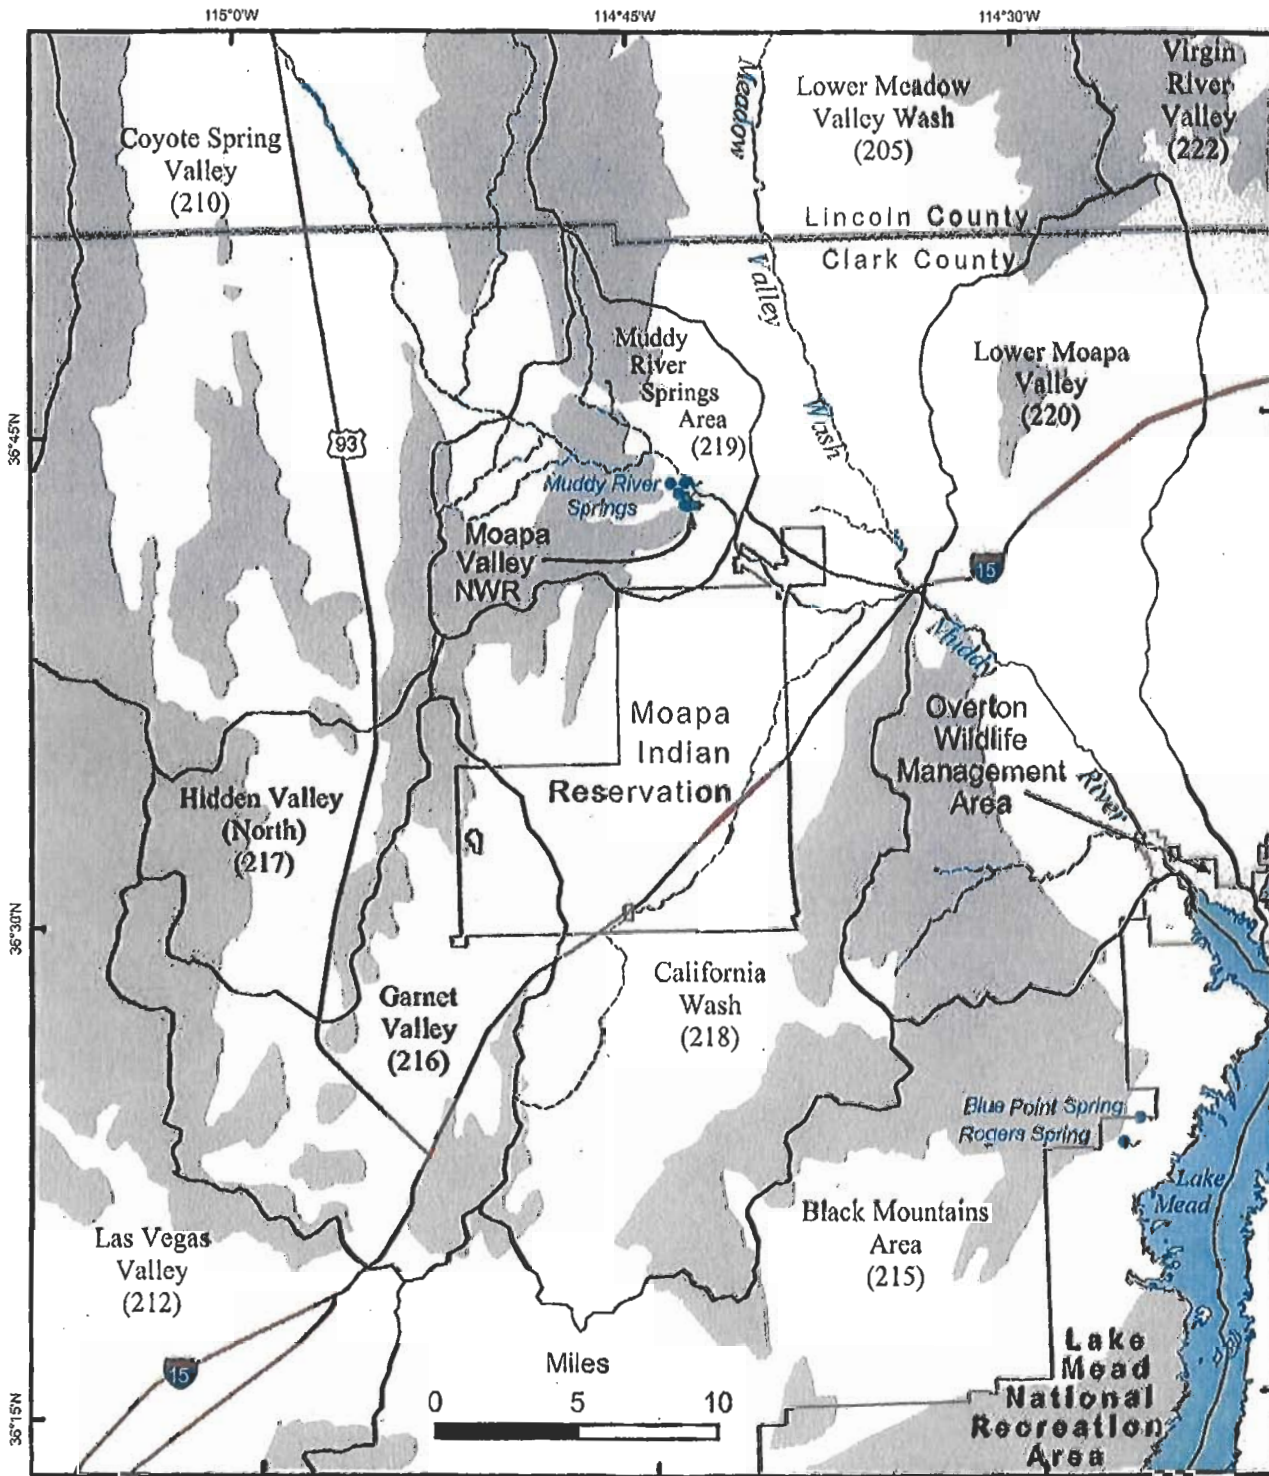 115°0'W
114°45'W
114°30'W
Virgin
River
Valley
(222)
Meadow
Lower Meadow
Valley Wash
(205)
Coyote Spring
Valley
(210)
Lincoln County
Clark County
Valley
Muddy
River
Springs
Area
(219)
Lower Moapa
Valley
(220)
Wash
36°45'N
93
Muddy River
Springs
Moapa
Valley
NWR
15
Muddy
Moapa
Indian
Reservation
Overton
Wildlife
Management
Area
River
Hidden Valley
(North)
(217)
36°30'N
Garnet
Valley
(216)
California
Wash
(218)
Blue Point Spring
Rogers Spring
Lake
Mead
Black Mountains
Area
(215)
Las Vegas
Valley
(212)
15
Miles
0 5 10
Lake
Mead
National
Recreation
Area
36°15'N